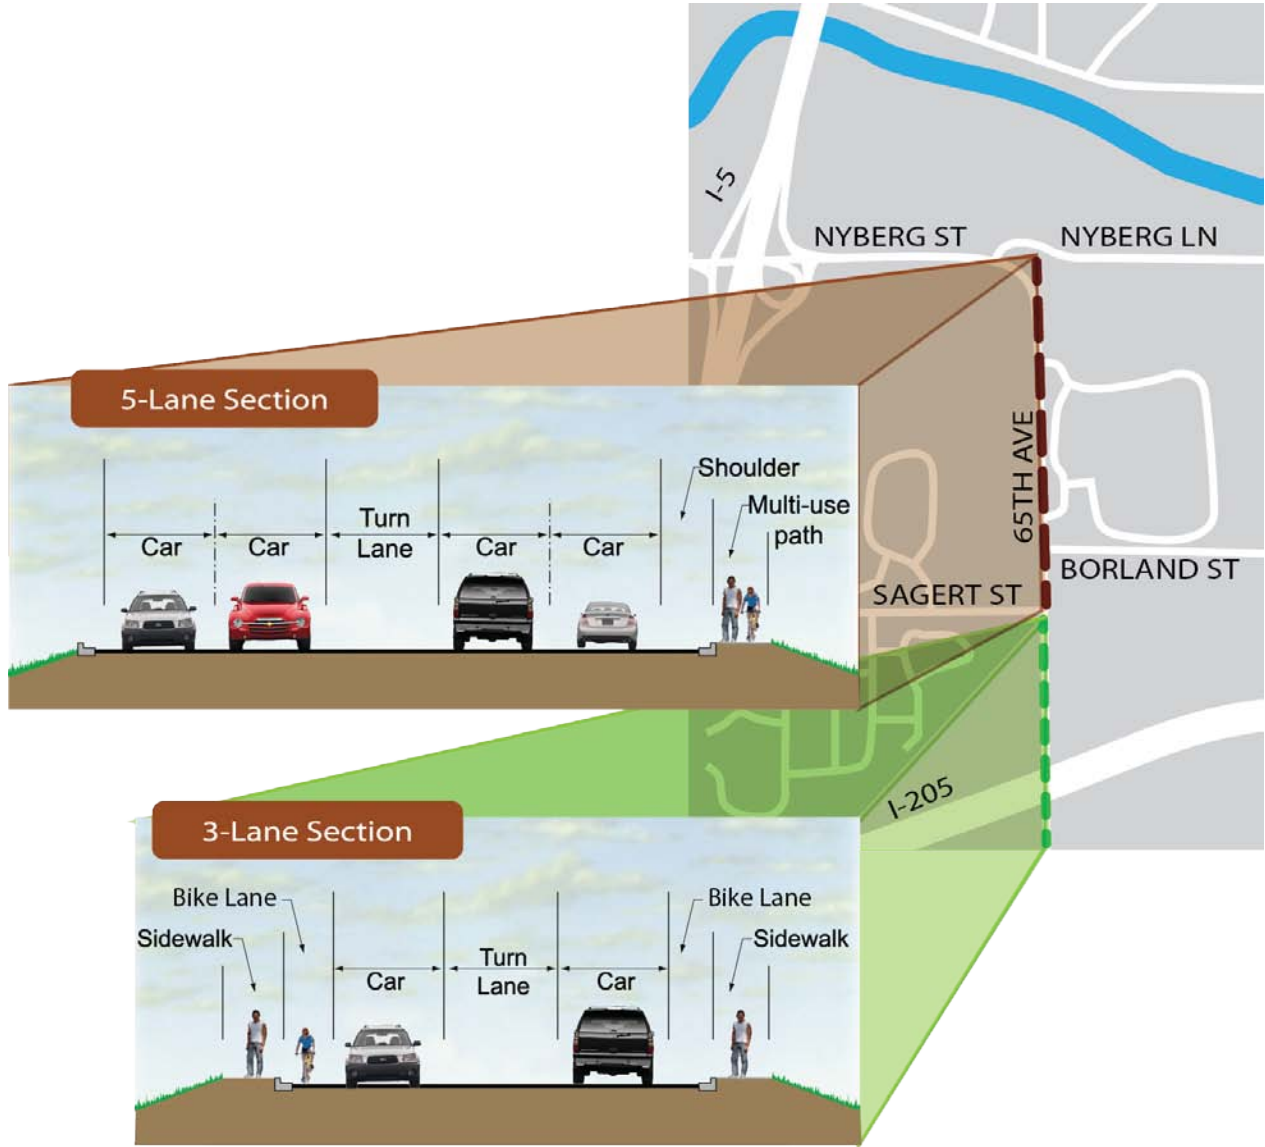 I-5
NYBERG ST
NYBERG LN
5-Lane Section
65TH AVE
Shoulder
Multi-use
path
Car
Car
Turn
Lane
Car
Car
BORLAND ST
SAGERT ST
I-205
3-Lane Section
Bike Lane
Bike Lane
Sidewalk
Sidewalk
Car
Turn
Lane
Car